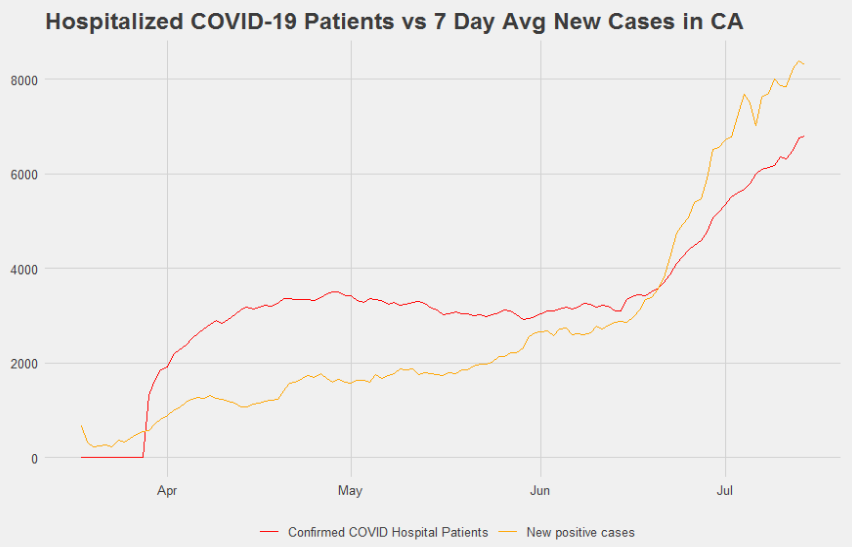 Hospitalized COVID-19 Patients vs 7 Day Avg New Cases in CA
8000
6000
4000
2000
0
Apr May Jun Jul
Confirmed COVID Hospital Patients New positive cases